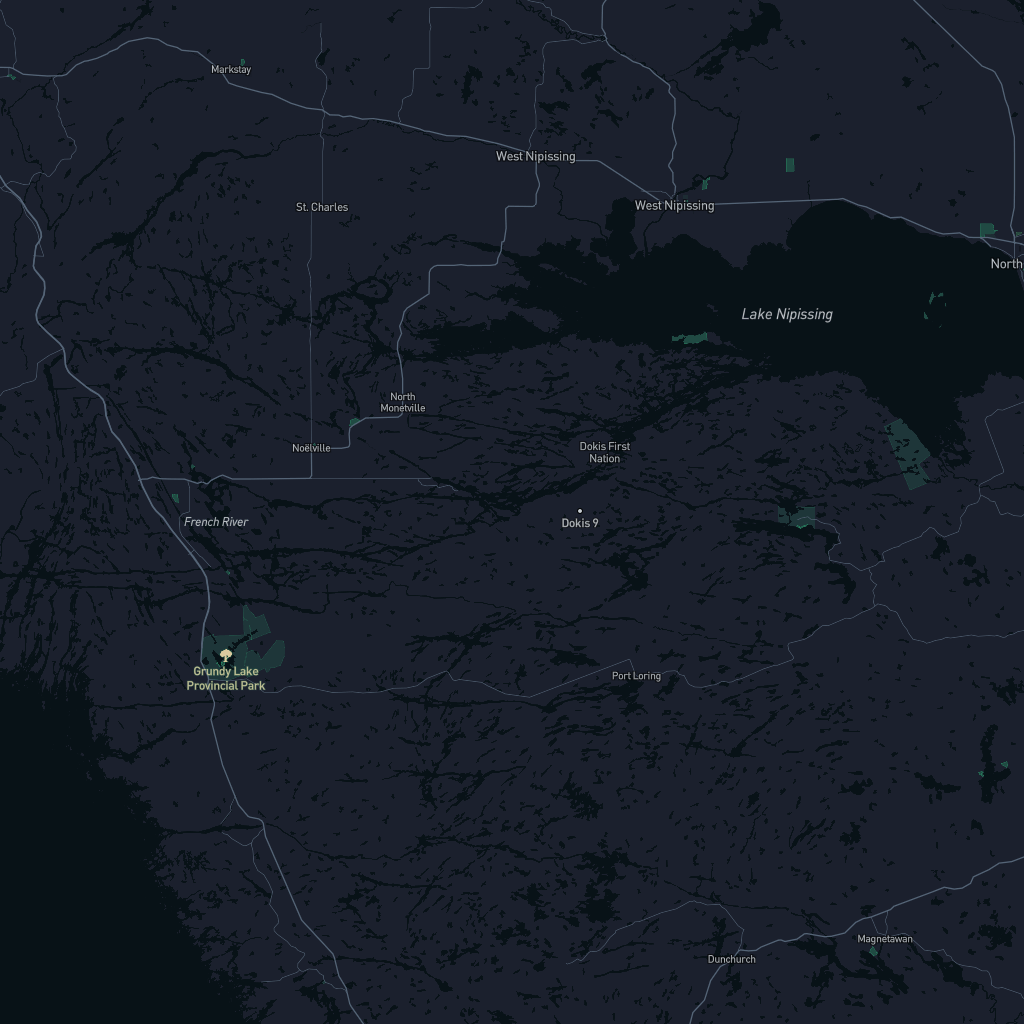 Markstay
West Nipissing
St. Charles
West Nipissing
North
Lake Nipissing
North
Monetville
Noëlville
Dokis First
Nation
French River
Dokis 9
Grundy Lake
Provincial Park
Port Loring
Magnetawan
Dunchurch